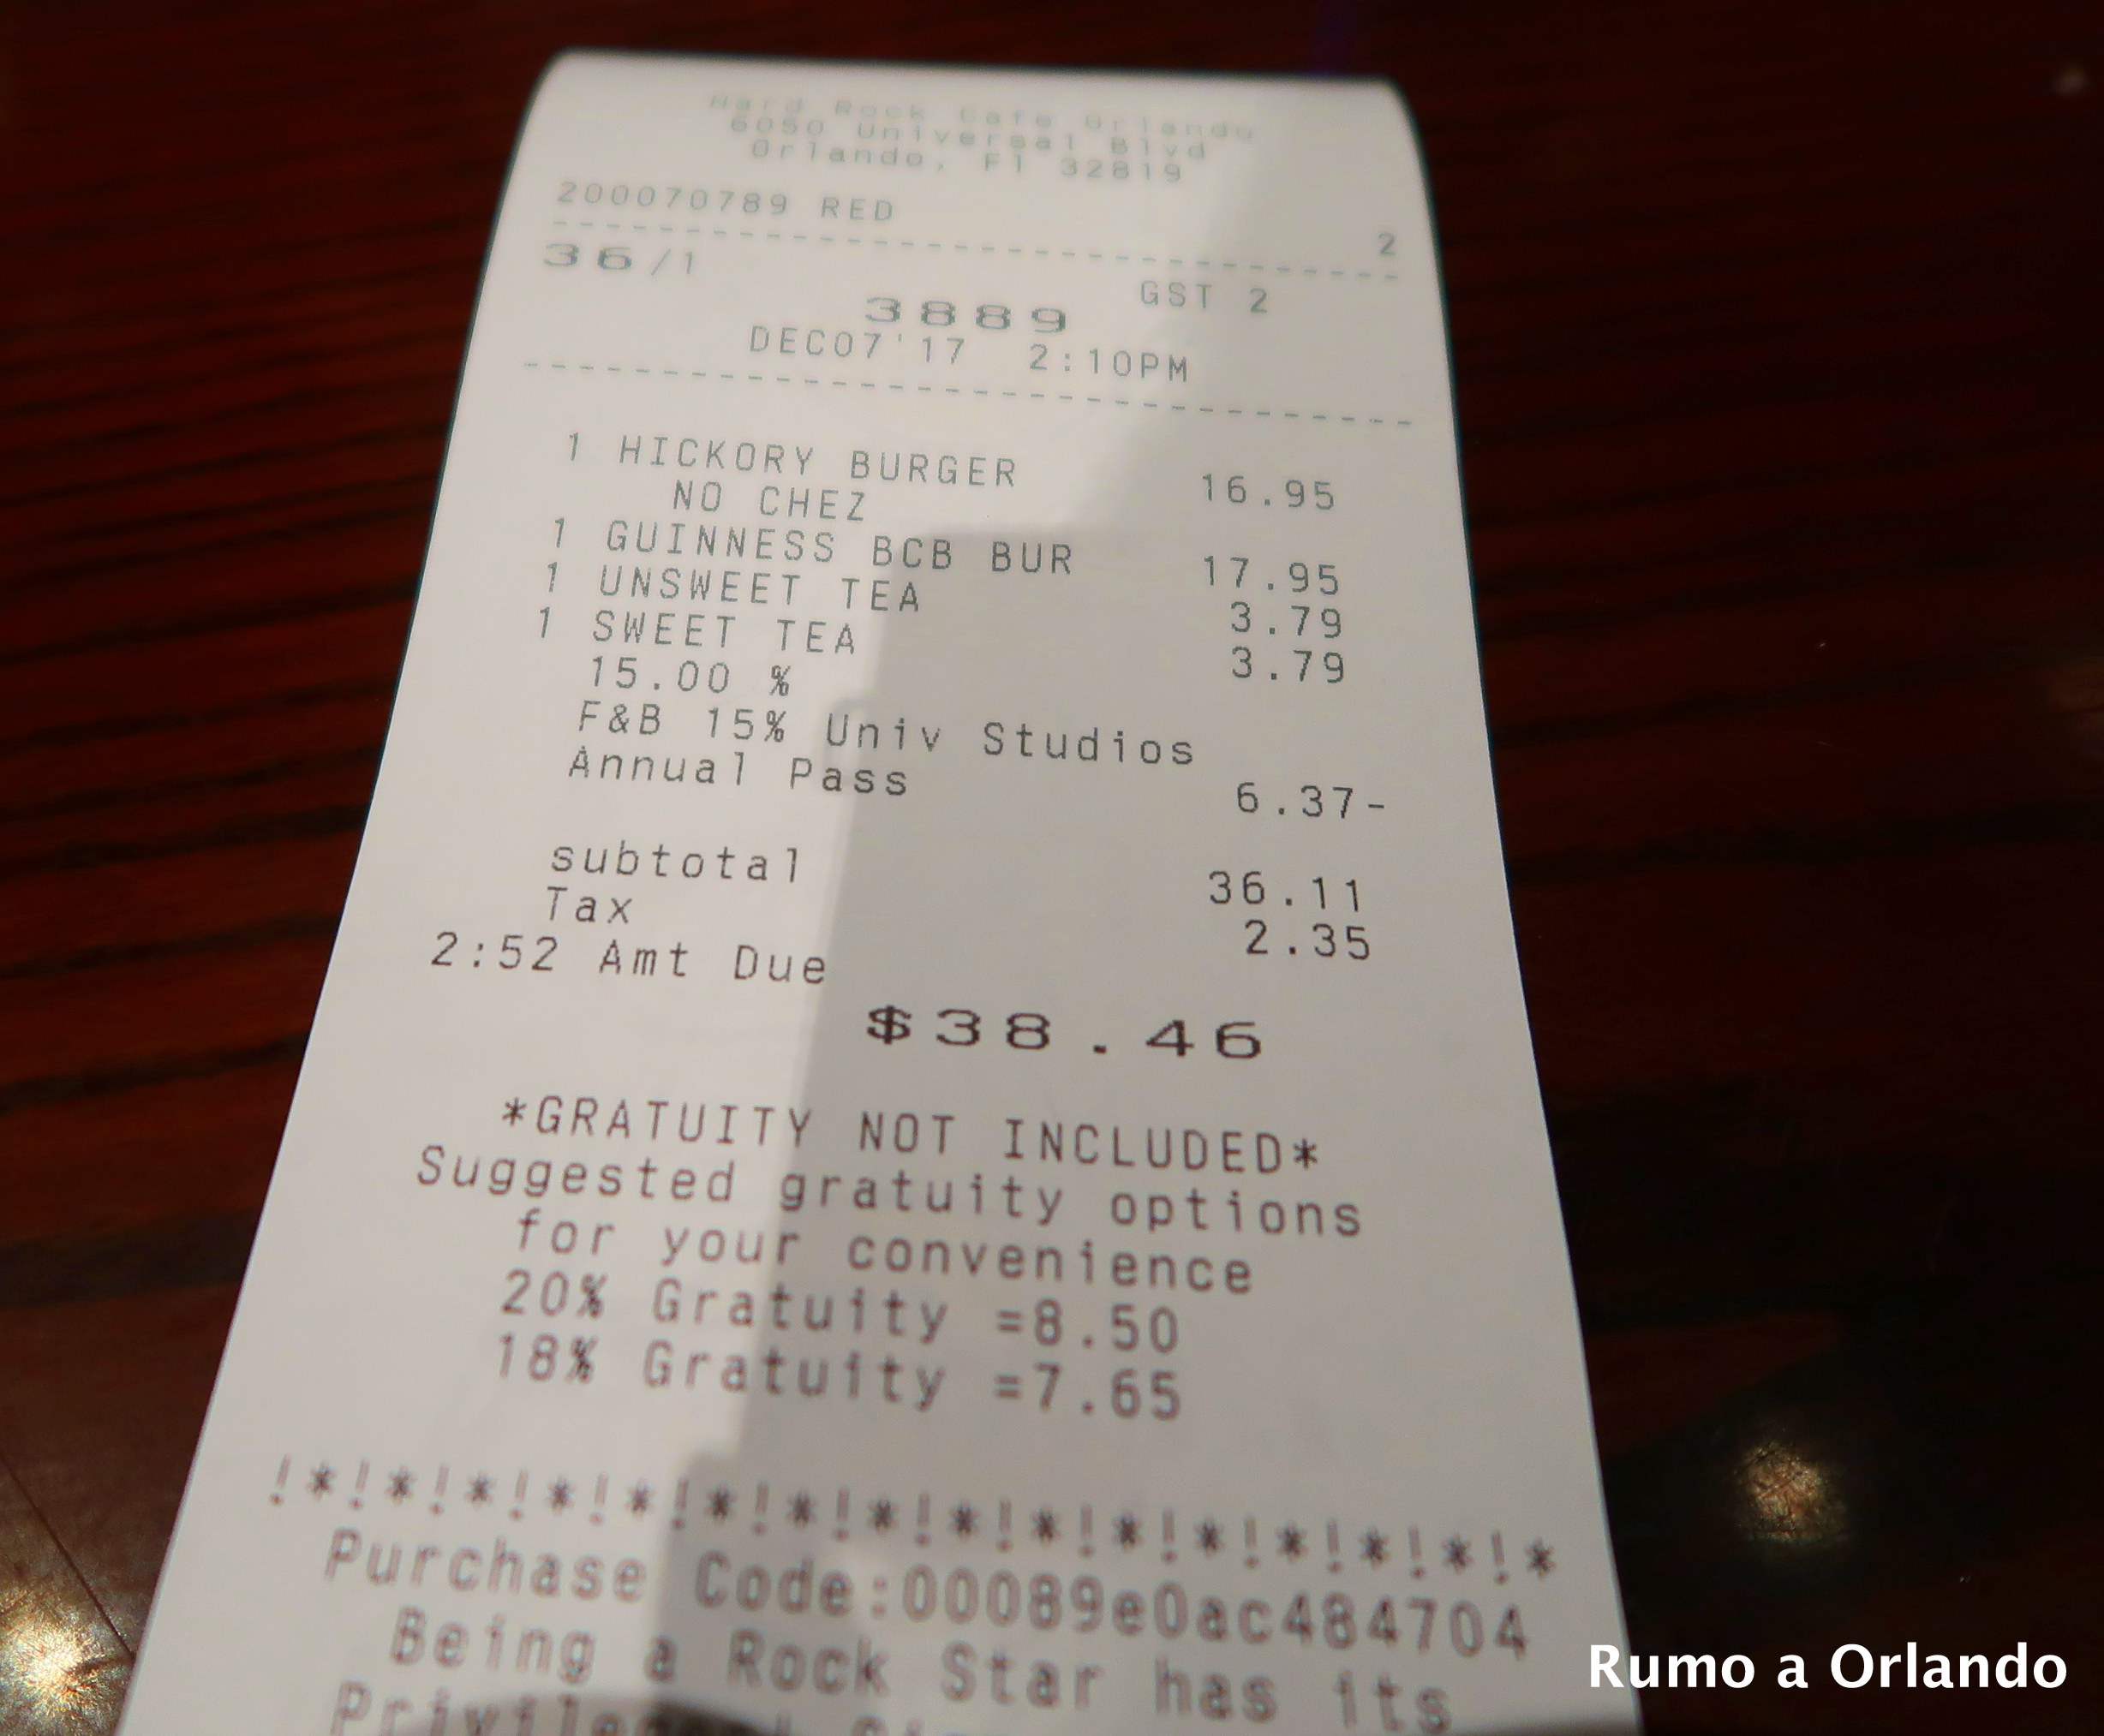 Hard Rock Cafe Orlando
6050 Universal Blvd
Orlando, Fl 32819
200070789 RED 2
------------------------------
36/1 GST 2
3889
DEC07'17 2:10PM
------------------------------
1 HICKORY BURGER 16.95
NO CHEZ
1 GUINNESS BCB BUR 17.95
1 UNSWEET TEA 3.79
1 SWEET TEA 3.79
15.00 %
F&B 15% Univ Studios
Annual Pass 6.37-
subtotal 36.11
Tax 2.35
2:52 Amt Due
$38.46
*GRATUITY NOT INCLUDED*
Suggested gratuity options
for your convenience
20% Gratuity =8.50
18% Gratuity =7.65
!*!*!*!*!*!*!*!*!*!*!*!*!*!*!*!*
Purchase Code:00089e0ac484704
Being a Rock Star has its
Rumo a Orlando